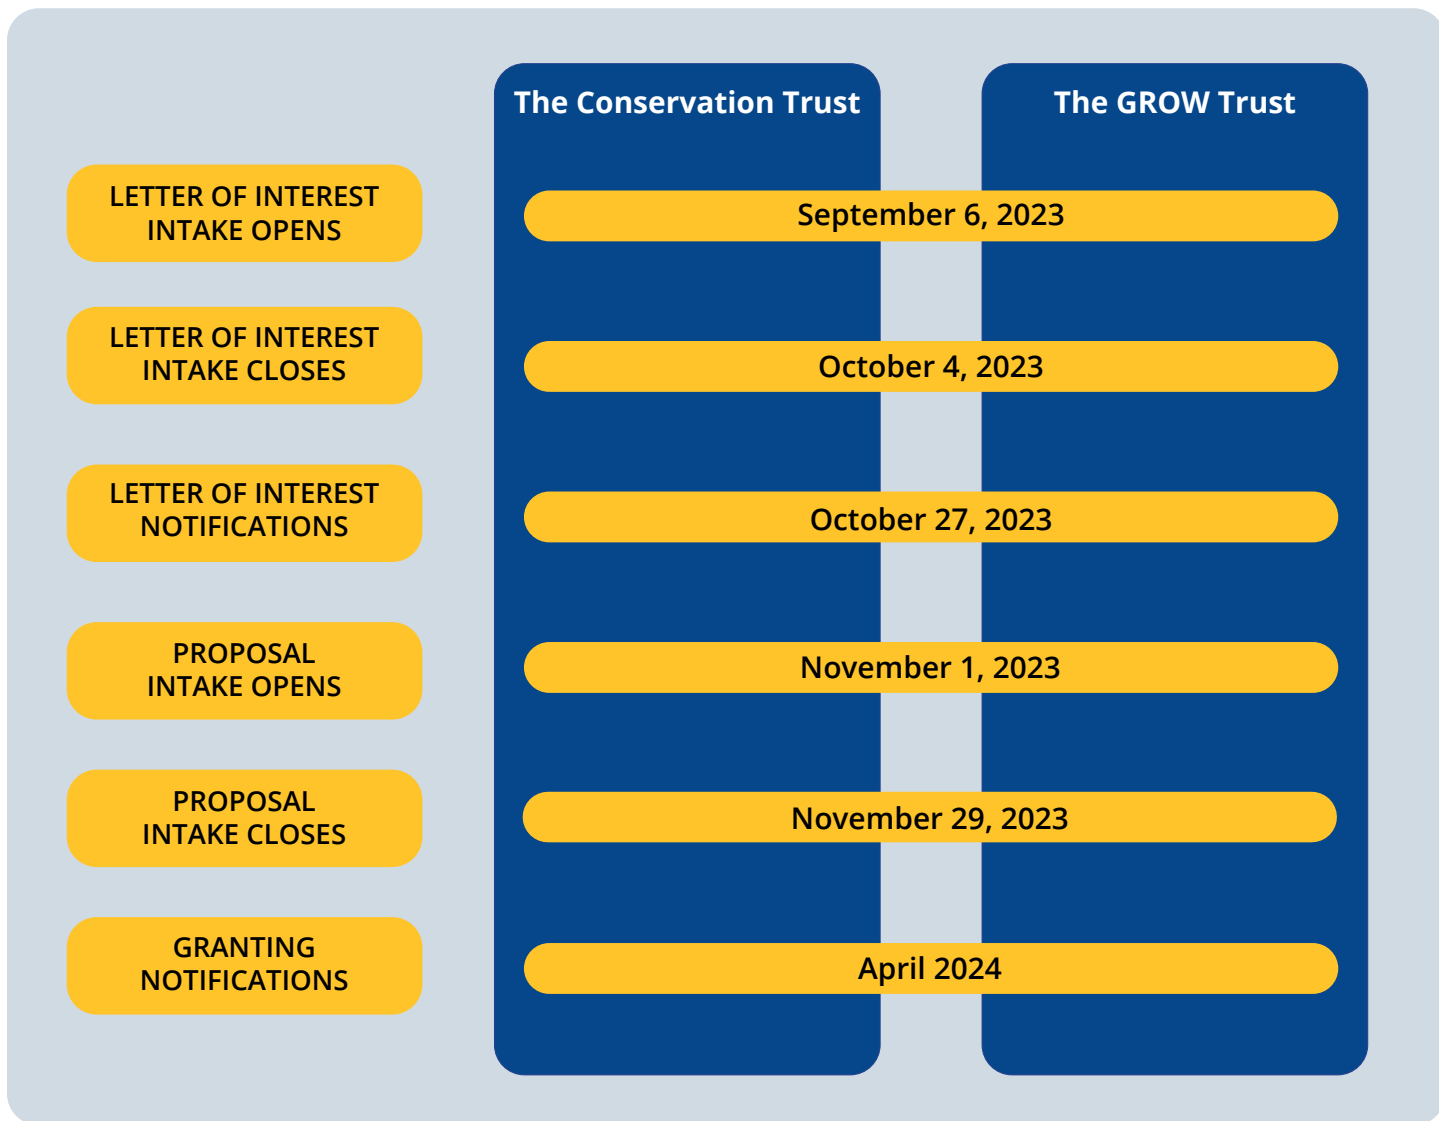 The Conservation Trust
The GROW Trust
LETTER OF INTEREST
INTAKE OPENS
September 6, 2023
LETTER OF INTEREST
INTAKE CLOSES
October 4, 2023
LETTER OF INTEREST
NOTIFICATIONS
October 27, 2023
PROPOSAL
INTAKE OPENS
November 1, 2023
PROPOSAL
INTAKE CLOSES
November 29, 2023
GRANTING
NOTIFICATIONS
April 2024